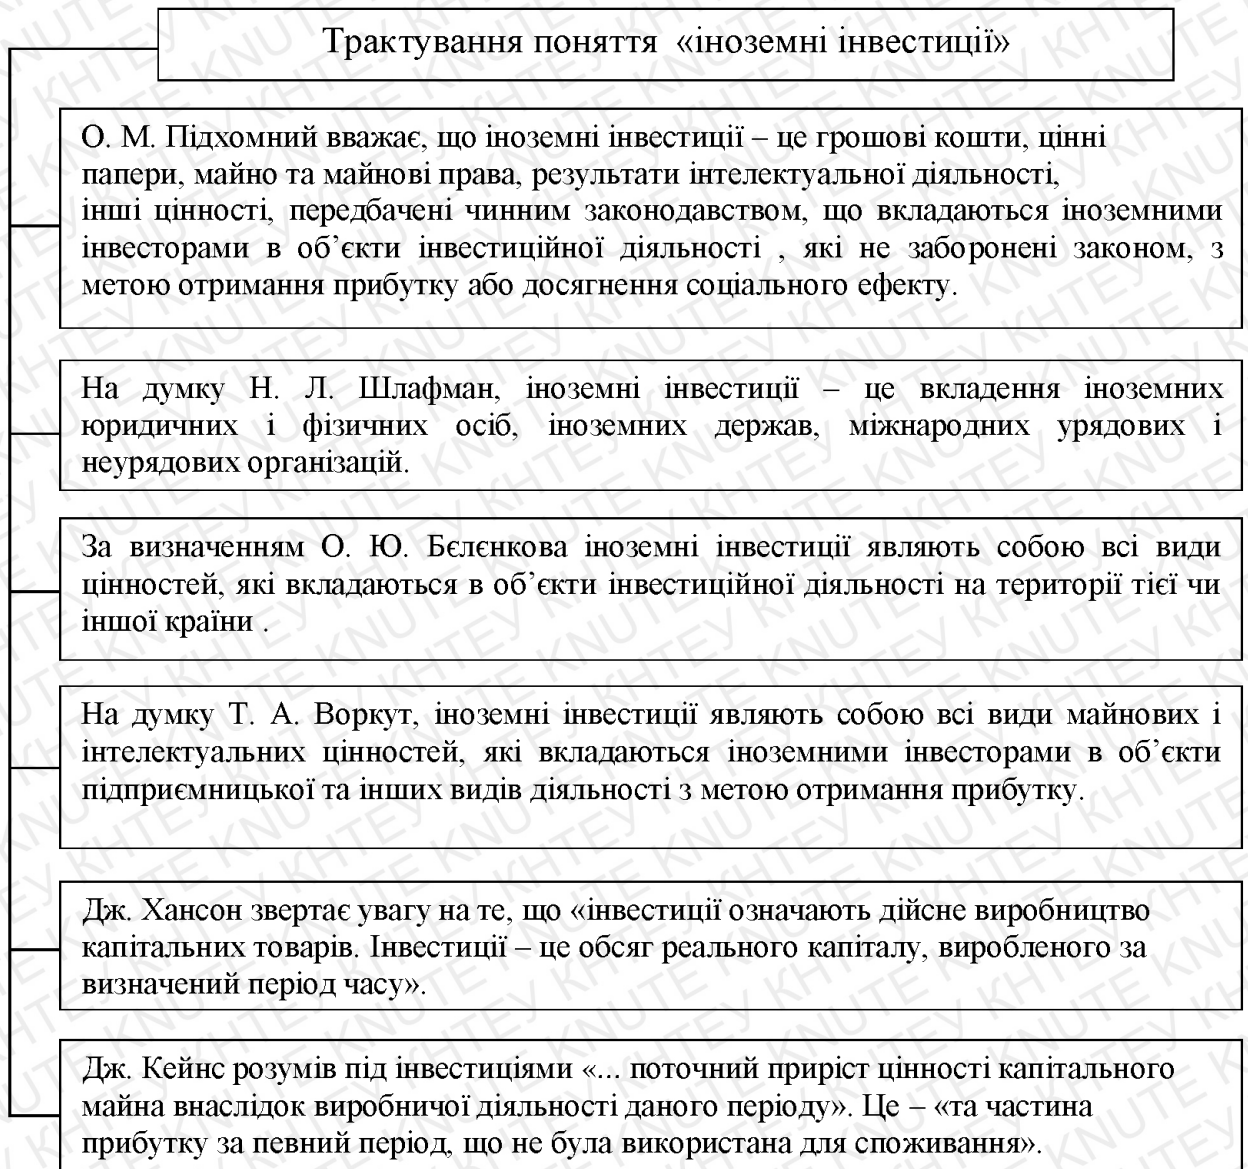 Трактування поняття «іноземні інвестиції»
О. М. Підхомний вважає, що іноземні інвестиції – це грошові кошти, цінні
папери, майно та майнові права, результати інтелектуальної діяльності,
інші цінності, передбачені чинним законодавством, що вкладаються іноземними
інвесторами в об’єкти інвестиційної діяльності , які не заборонені законом, з
метою отримання прибутку або досягнення соціального ефекту.
На думку Н. Л. Шлафман, іноземні інвестиції – це вкладення іноземних
юридичних і фізичних осіб, іноземних держав, міжнародних урядових і
неурядових організацій.
За визначенням О. Ю. Бєлєнкова іноземні інвестиції являють собою всі види
цінностей, які вкладаються в об’єкти інвестиційної діяльності на території тієї чи
іншої країни .
На думку Т. А. Воркут, іноземні інвестиції являють собою всі види майнових і
інтелектуальних цінностей, які вкладаються іноземними інвесторами в об’єкти
підприємницької та інших видів діяльності з метою отримання прибутку.
Дж. Хансон звертає увагу на те, що «інвестиції означають дійсне виробництво
капітальних товарів. Інвестиції – це обсяг реального капіталу, виробленого за
визначений період часу».
Дж. Кейнс розумів під інвестиціями «... поточний приріст цінності капітального
майна внаслідок виробничої діяльності даного періоду». Це – «та частина
прибутку за певний період, що не була використана для споживання».